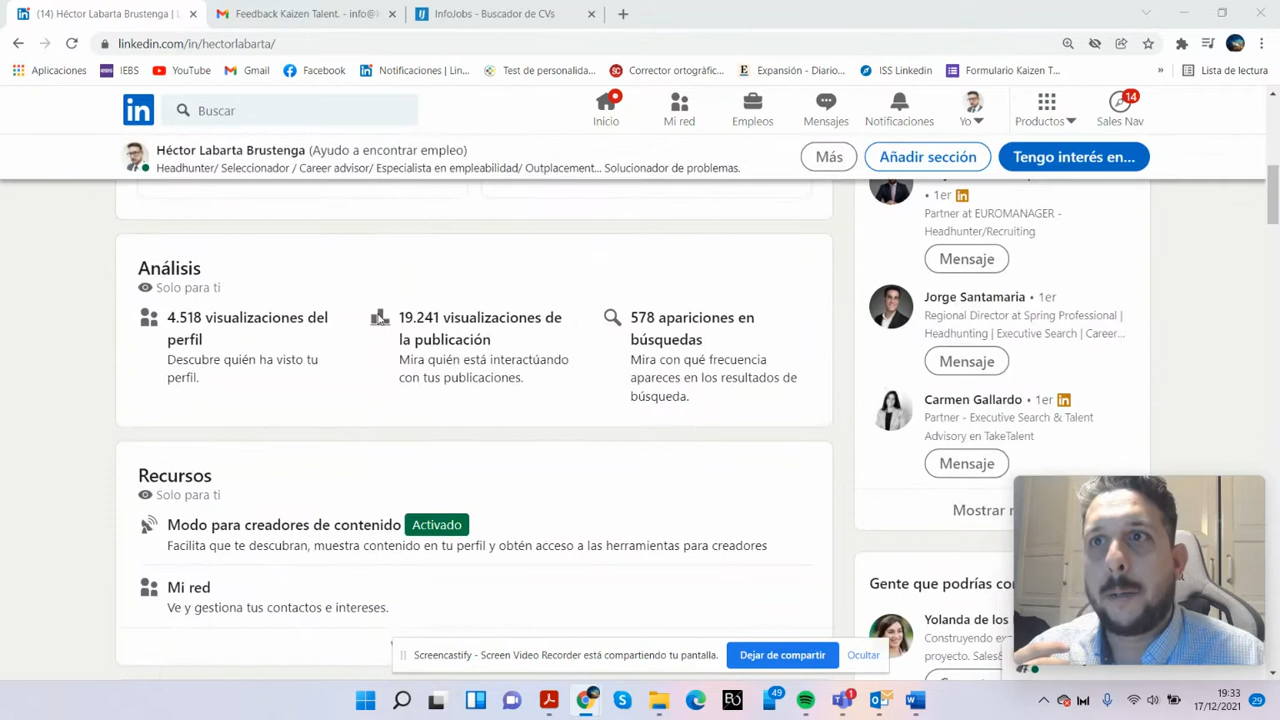 (14) Héctor Labarta Brustenga |
Feedback Kaizen Talent. - info@k
InfoJobs - Buscador de CVs
linkedin.com/in/hectorlabarta/
Aplicaciones
IEBS
YouTube
Gmail
Facebook
Notificaciones | Lin...
Test de personalida...
Corrector ortográfic...
Expansión - Diario...
ISS Linkedin
Formulario Kaizen T...
»
Lista de lectura
in
Buscar
Inicio
Mi red
Empleos
Mensajes
Notificaciones
Yo
Productos
14
Sales Nav
Héctor Labarta Brustenga (Ayudo a encontrar empleo)
Headhunter/ Seleccionador / Career advisor/ Especialista en empleabilidad/ Outplacement... Solucionador de problemas.
Más
Añadir sección
Tengo interés en...
Análisis
Solo para ti
4.518 visualizaciones del
perfil
Descubre quién ha visto tu
perfil.
19.241 visualizaciones de
la publicación
Mira quién está interactúando
con tus publicaciones.
578 apariciones en
búsquedas
Mira con qué frecuencia
apareces en los resultados de
búsqueda.
Recursos
Solo para ti
Modo para creadores de contenido Activado
Facilita que te descubran, muestra contenido en tu perfil y obtén acceso a las herramientas para creadores
Mi red
Ve y gestiona tus contactos e intereses.
• 1er in
Partner at EUROMANAGER -
Headhunter/Recruiting
Mensaje
Jorge Santamaria • 1er
Regional Director at Spring Professional |
Headhunting | Executive Search | Career...
Mensaje
Carmen Gallardo • 1er in
Partner - Executive Search & Talent
Advisory en TakeTalent
Mensaje
Mostrar
Gente que podrías co
Yolanda de los
Construyendo
proyecto. Sales&
Screencastify - Screen Video Recorder está compartiendo tu pantalla.
Dejar de compartir
Ocultar
49
1
19:33
17/12/2021
29